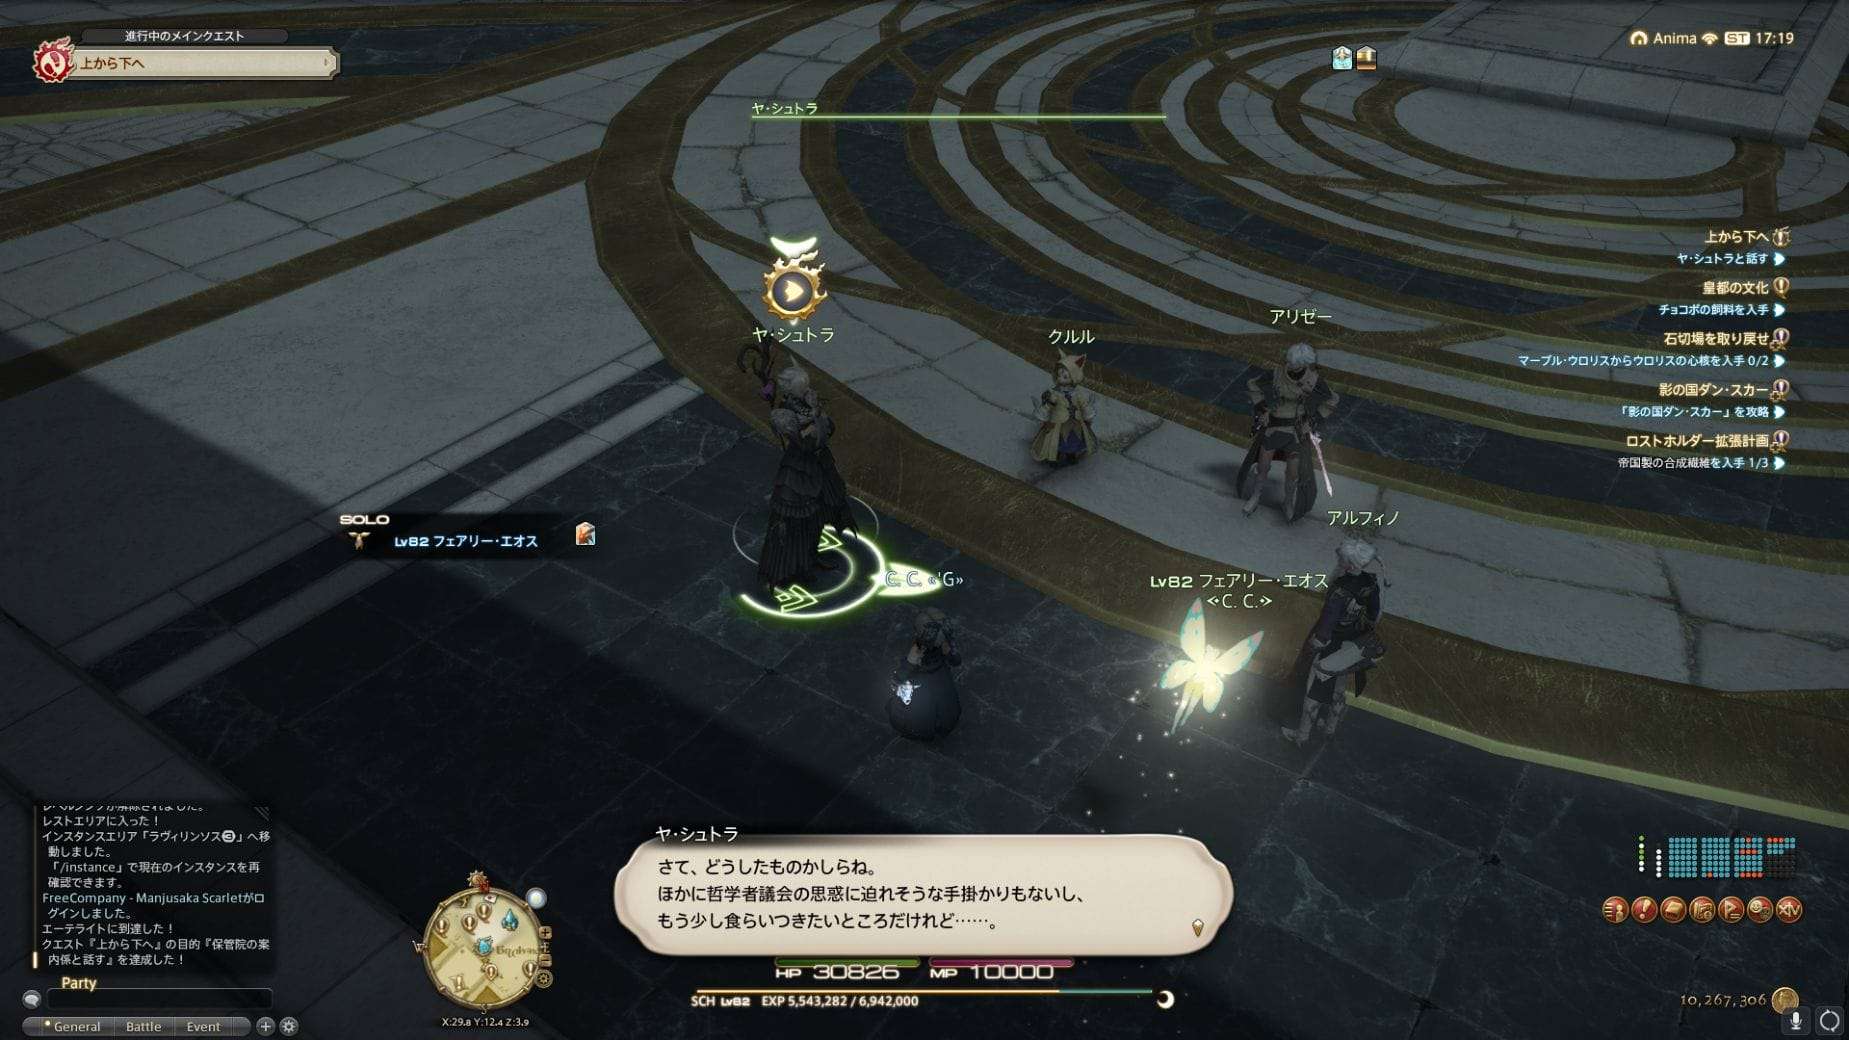 進行中のメインクエスト
上から下へ
Anima ST 17:19
ヤ・シュトラ
上から下へ
ヤ・シュトラと話す
皇都の文化
チョコボの飼料を入手
石切場を取り戻せ
マーブル・ウロリスからウロリスの心核を入手 0/2
影の国ダン・スカー
「影の国ダン・スカー」を攻略
ロストホルダー拡張計画
帝国製の合成繊維を入手 1/3
ヤ・シュトラ
クルル
アリゼー
アルフィノ
SOLO
Lv82 フェアリー・エオス
C. C. «'G»
Lv82 フェアリー・エオス
<C. C.>
レストエリアに入った！
インスタンスエリア「ラヴィリンソス3」へ移
動しました。
「/instance」で現在のインスタンスを再
確認できます。
FreeCompany - Manjusaka Scarletがロ
グインしました。
エーテライトに到達した！
クエスト『上から下へ』の目的『保管院の案
内係と話す』を達成した！
Party
General Battle Event
X:29.8 Y:12.4 Z:3.9
ヤ・シュトラ
さて、どうしたものかしらね。
ほかに哲学者議会の思惑に迫れそうな手掛かりもないし、
もう少し食らいつきたいところだけれど……。
HP 30826 MP 10000
SCH Lv82 EXP 5,543,282 / 6,942,000
10,267,306
XIV